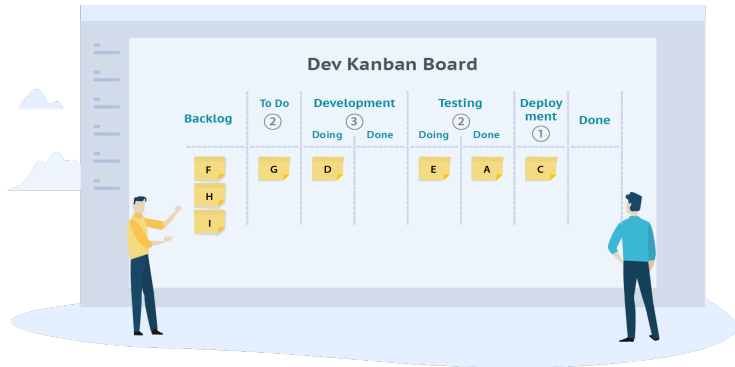 Dev Kanban Board
Backlog
To Do
2
Development
3
Doing Done
Testing
2
Doing Done
Deploy
ment
1
Done
F G D E A C
H
I